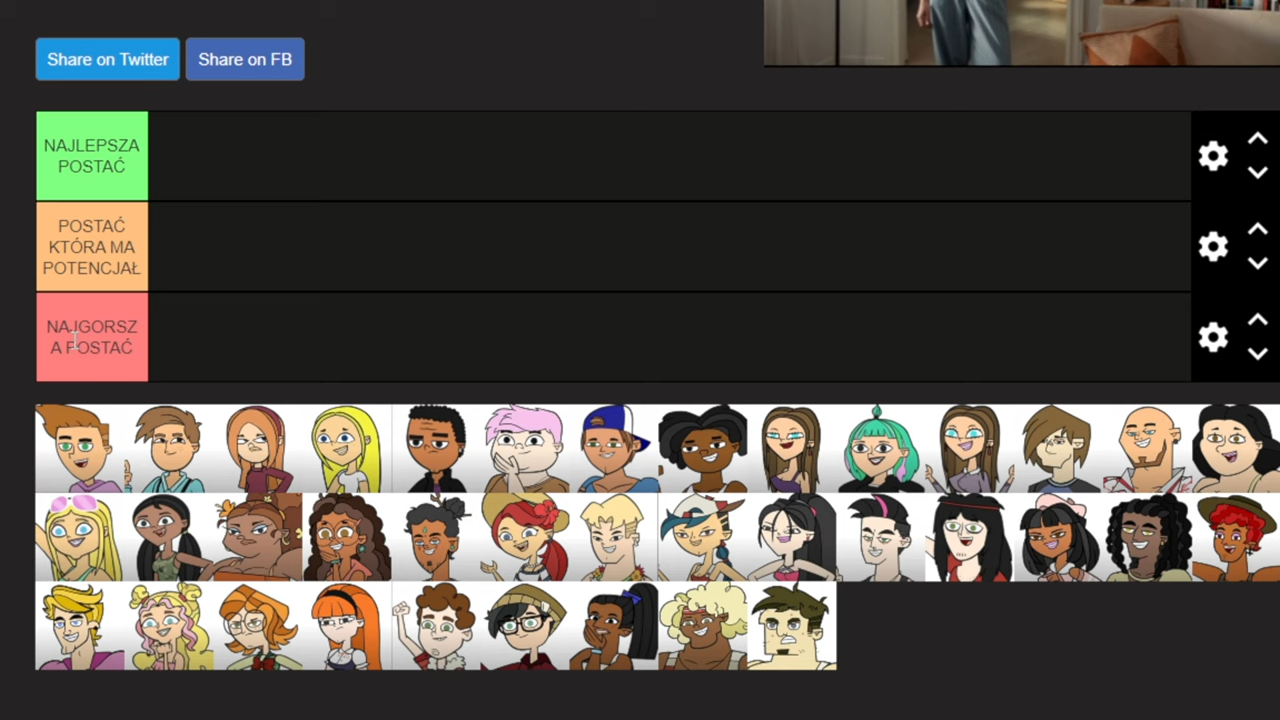 Share on Twitter
Share on FB
NAJLEPSZA
POSTAĆ
POSTAĆ
KTÓRA MA
POTENCJAŁ
NAJGORSZ
A POSTAĆ